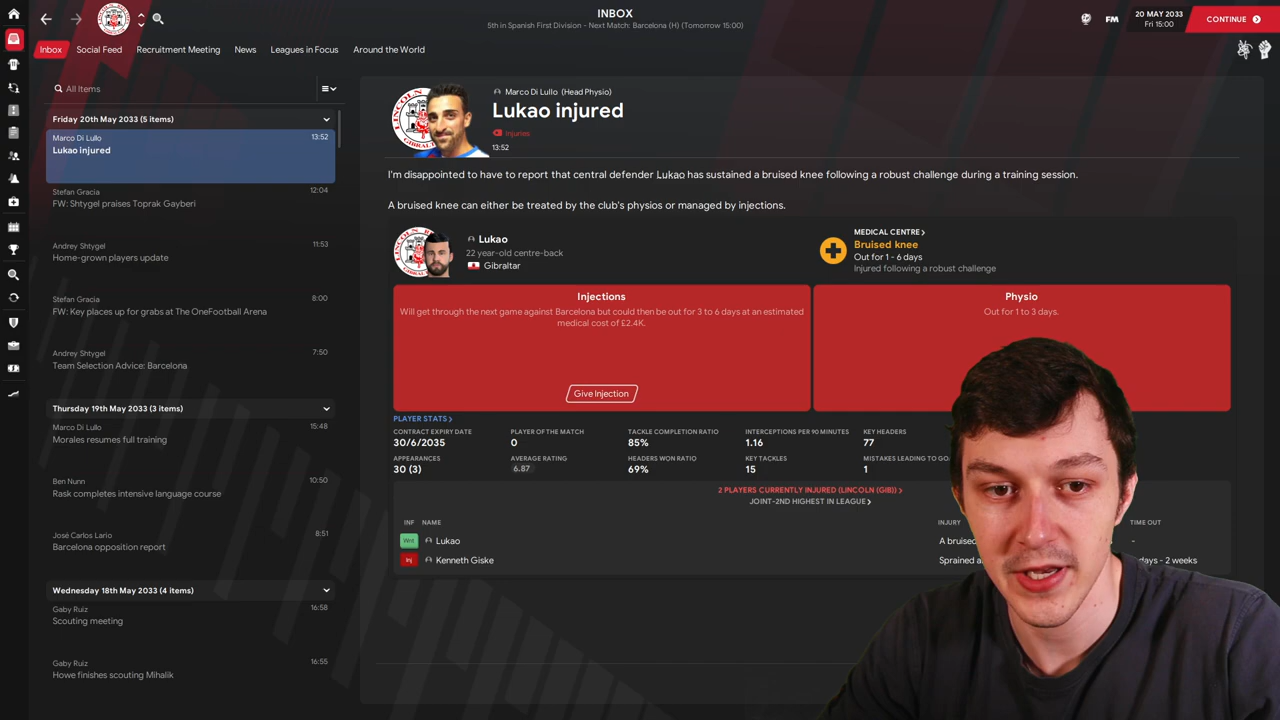 INBOX
5th in Spanish First Division - Next Match: Barcelona (H) (Tomorrow 15:00)
FM
20 MAY 2033
Fri 15:00
CONTINUE
Inbox
Social Feed
Recruitment Meeting
News
Leagues in Focus
Around the World
All Items
Friday 20th May 2033 (5 items)
Marco Di Lullo 13:52
Lukao injured
Stefan Gracia 12:04
FW: Shtygel praises Toprak Gayberi
Andrey Shtygel 11:53
Home-grown players update
Stefan Gracia 8:00
FW: Key places up for grabs at The OneFootball Arena
Andrey Shtygel 7:50
Team Selection Advice: Barcelona
Thursday 19th May 2033 (3 items)
Marco Di Lullo 15:48
Morales resumes full training
Ben Nunn 10:50
Rask completes intensive language course
José Carlos Lario 8:51
Barcelona opposition report
Wednesday 18th May 2033 (4 items)
Gaby Ruiz 16:58
Scouting meeting
Gaby Ruiz 16:55
Howe finishes scouting Mihalik
Marco Di Lullo (Head Physio)
Lukao injured
Injuries
13:52
I'm disappointed to have to report that central defender Lukao has sustained a bruised knee following a robust challenge during a training session.
A bruised knee can either be treated by the club's physios or managed by injections.
Lukao
22 year-old centre-back
Gibraltar
MEDICAL CENTRE
Bruised knee
Out for 1 - 6 days
Injured following a robust challenge
Injections
Will get through the next game against Barcelona but could then be out for 3 to 6 days at an estimated
medical cost of £2.4K.
Give Injection
Physio
Out for 1 to 3 days.
PLAYER STATS
CONTRACT EXPIRY DATE PLAYER OF THE MATCH TACKLE COMPLETION RATIO INTERCEPTIONS PER 90 MINUTES KEY HEADERS
30/6/2035 0 85% 1.16 77
APPEARANCES AVERAGE RATING HEADERS WON RATIO KEY TACKLES MISTAKES LEADING TO
30 (3) 6.87 69% 15 1
2 PLAYERS CURRENTLY INJURED (LINCOLN (GIB))
JOINT-2ND HIGHEST IN LEAGUE
INF NAME INJURY TIME OUT
Wnt Lukao A bruised -
Inj Kenneth Giske Sprained days - 2 weeks